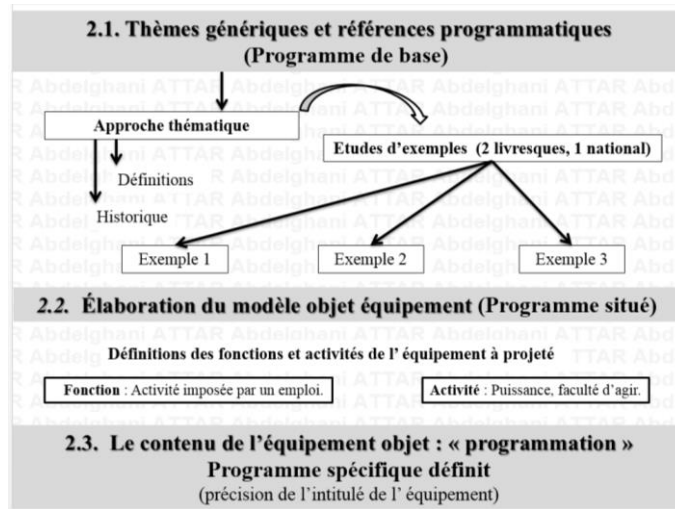 2.1. Thèmes génériques et références programmatiques
(Programme de base)
Approche thématique
Etudes d'exemples (2 livresques, 1 national)
Définitions
Historique
Exemple 1
Exemple 2
Exemple 3
2.2. Élaboration du modèle objet équipement (Programme situé)
Définitions des fonctions et activités de l' équipement à projeté
Fonction : Activité imposée par un emploi.
Activité : Puissance, faculté d'agir.
2.3. Le contenu de l'équipement objet : « programmation »
Programme spécifique définit
(précision de l'intitulé de l' équipement)